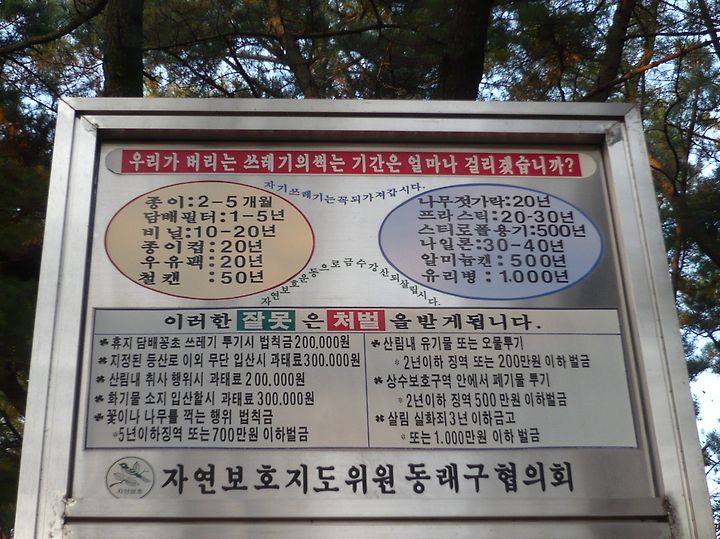 우리가 버리는 쓰레기의썩는 기간은 얼마나 걸리겠습니까?
자기쓰레기는꼭되가져갑시다.
종이:2-5개월
담배필터:1-5년
비닐:10-20년
종이컵:20년
우유팩:20년
철캔:50년
나무젓가락:20년
프라스틱:20-30년
스티로폴용기:500년
나일론:30-40년
알미늄캔:500년
유리병:1.000년
자연보호운동으로금수강산되살립시다.
이러한 잘못은 처벌을받게됩니다.
휴지 담배꽁초 쓰레기 투기시 범칙금200,000원
지정된 등산로 이외 무단 입산시 과태료300.000원
산림내 취사 행위시 과태료 200.000원
화기물 소지 입산할시 과태료 300.000원
꽃이나 나무를 꺽는 행위 범칙금
*5년이하징역 또는700만원 이하벌금
산림내 유기물 또는 오물투기
*2년이하 징역 또는 200만원 이하벌금
상수보호구역 안에서 폐기물 투기
*2년이하 징역 500만원 이하벌금
살림 실화죄3년 이하금고
*또는 1.000만원 이하 벌금
자연보호
자연보호지도위원동래구협의회